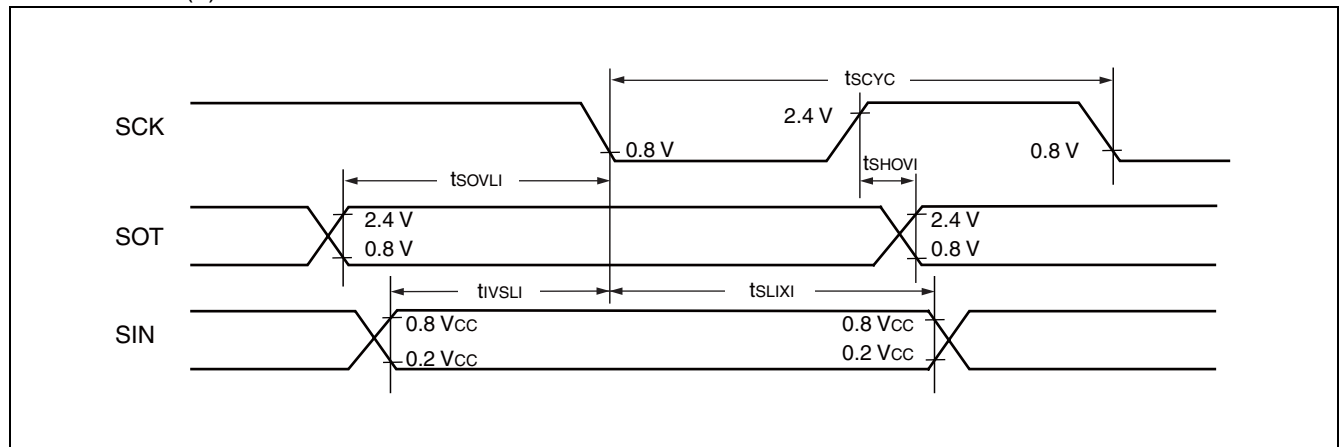 tSCYC
SCK
2.4 V
0.8 V
0.8 V
tSHOVI
tSOVLI
SOT
2.4 V
0.8 V
2.4 V
0.8 V
tIVSLI
tSLIXI
SIN
0.8 VCC
0.2 VCC
0.8 VCC
0.2 VCC